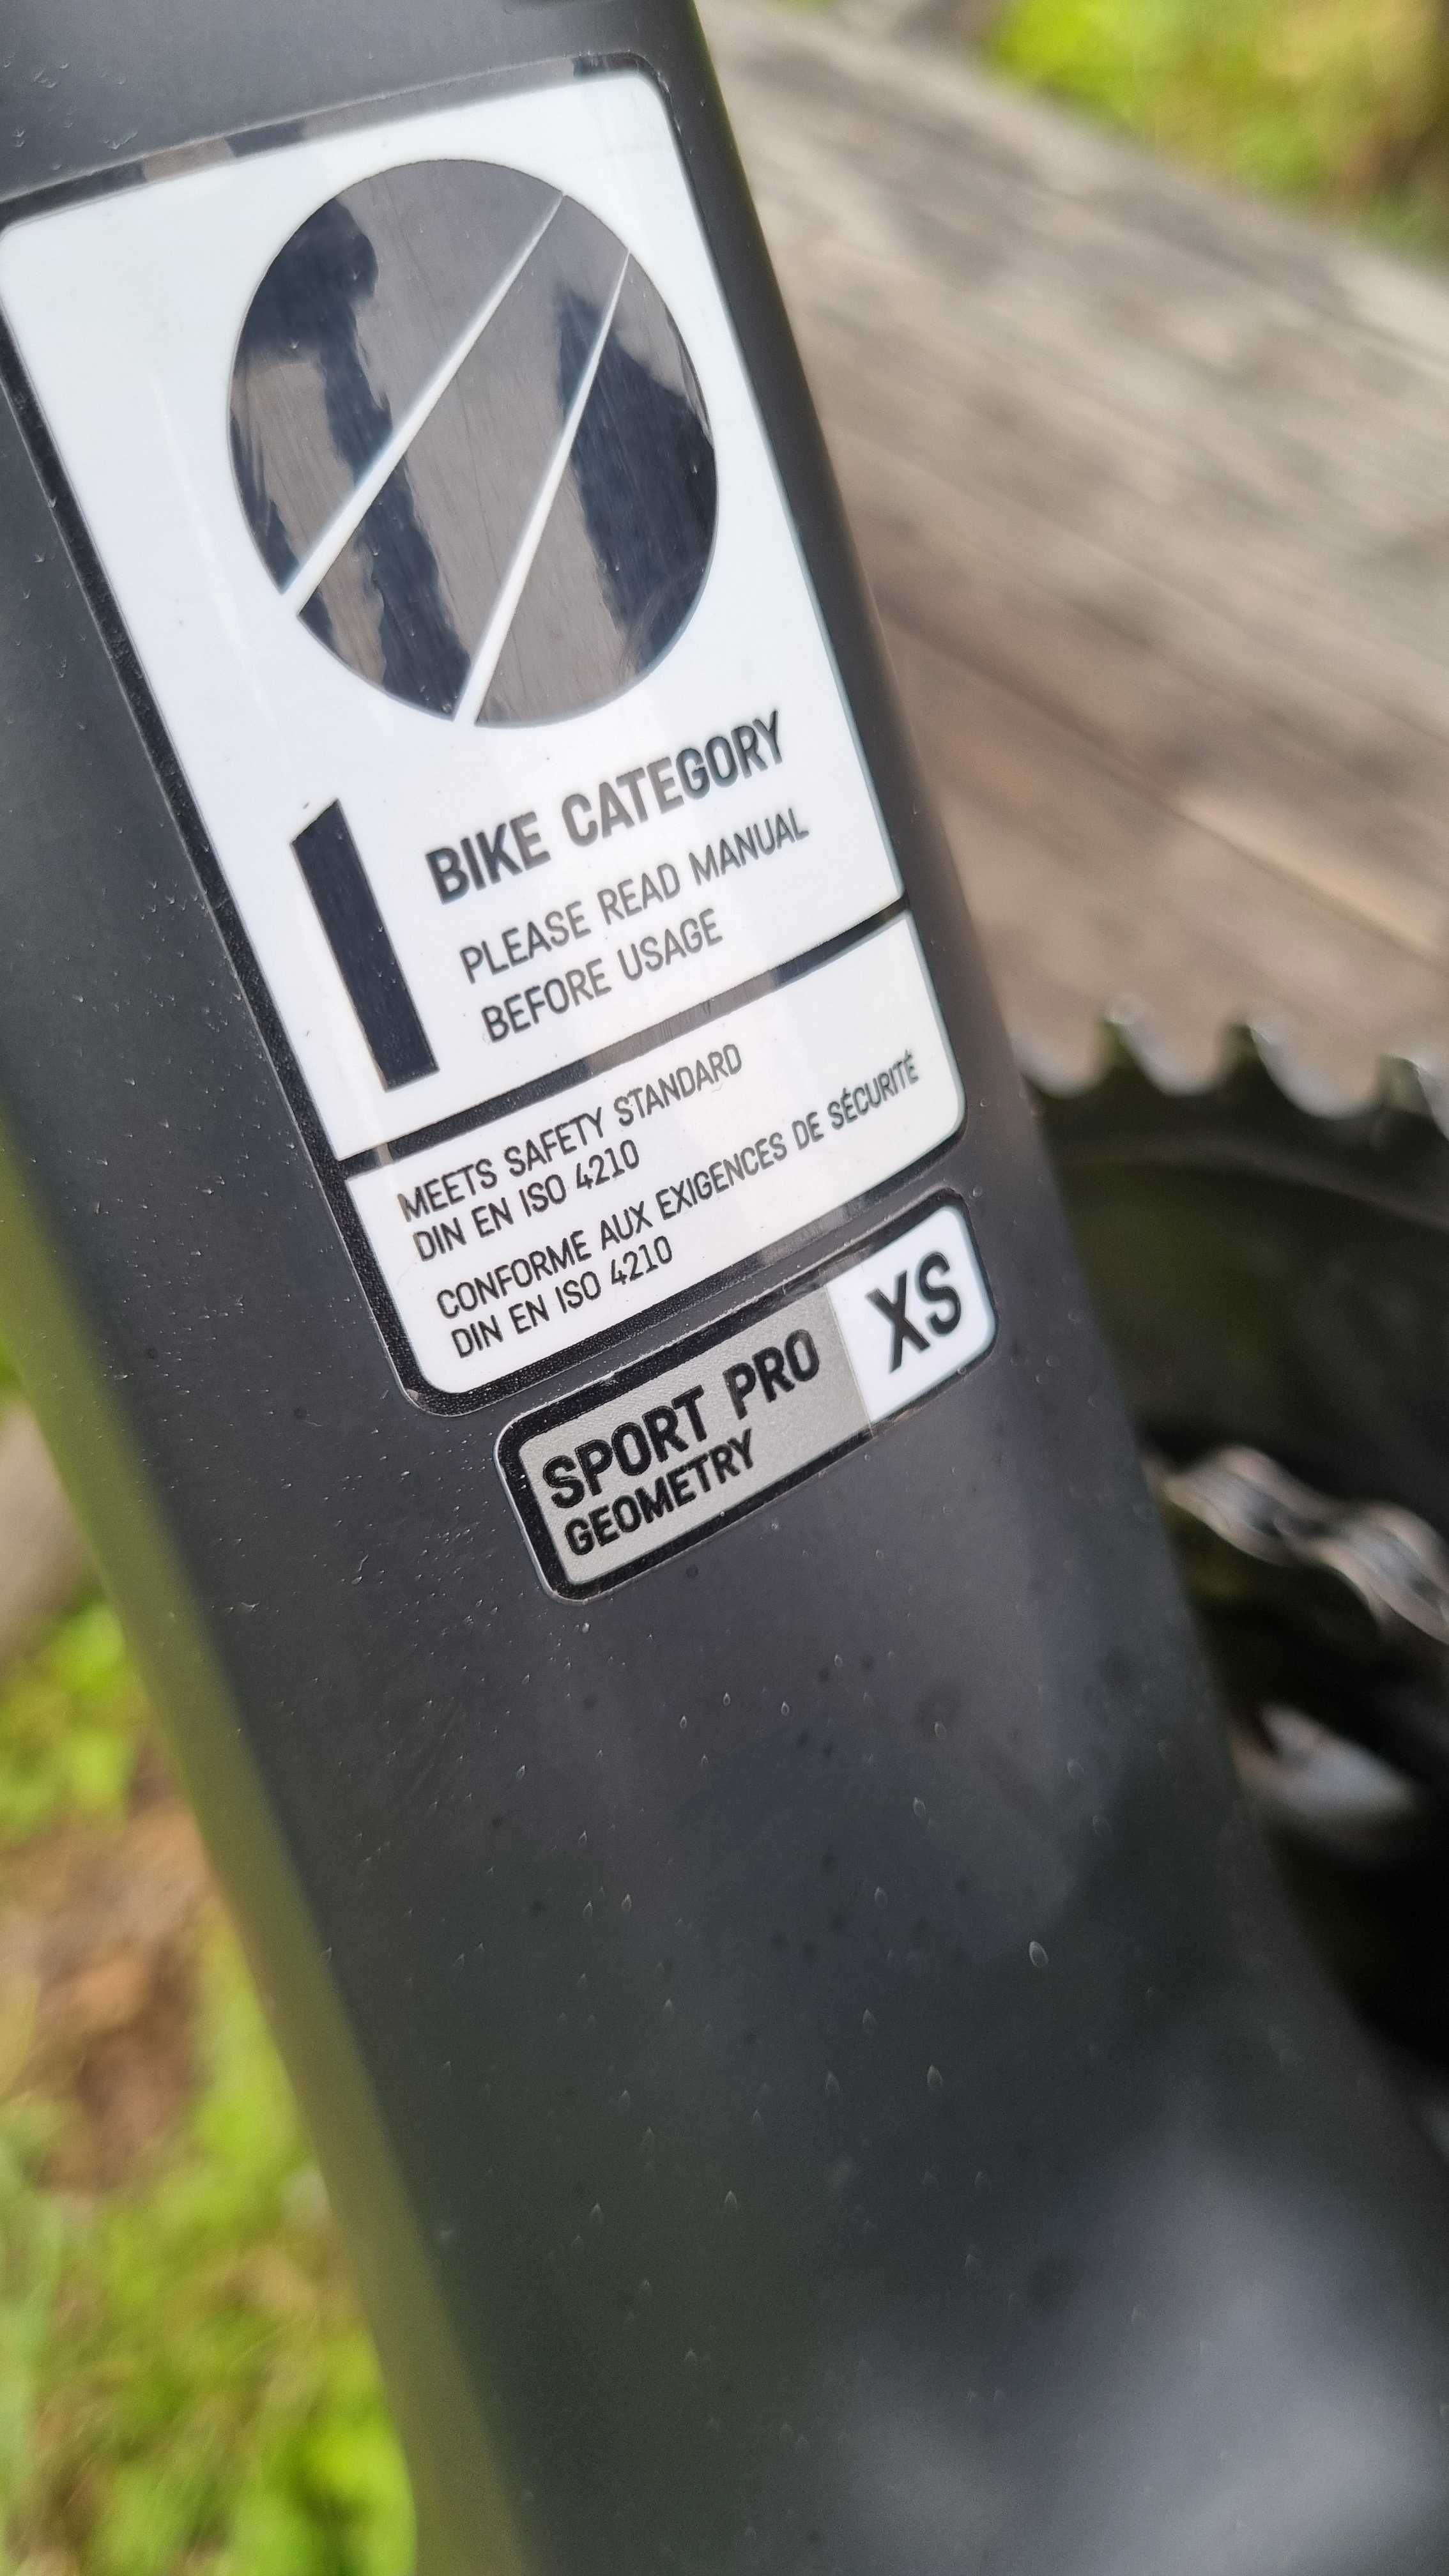 1
BIKE CATEGORY
PLEASE READ MANUAL
BEFORE USAGE
MEETS SAFETY STANDARD
DIN EN ISO 4210
CONFORME AUX EXIGENCES DE SÉCURITÉ
DIN EN ISO 4210
SPORT PRO
GEOMETRY
XS